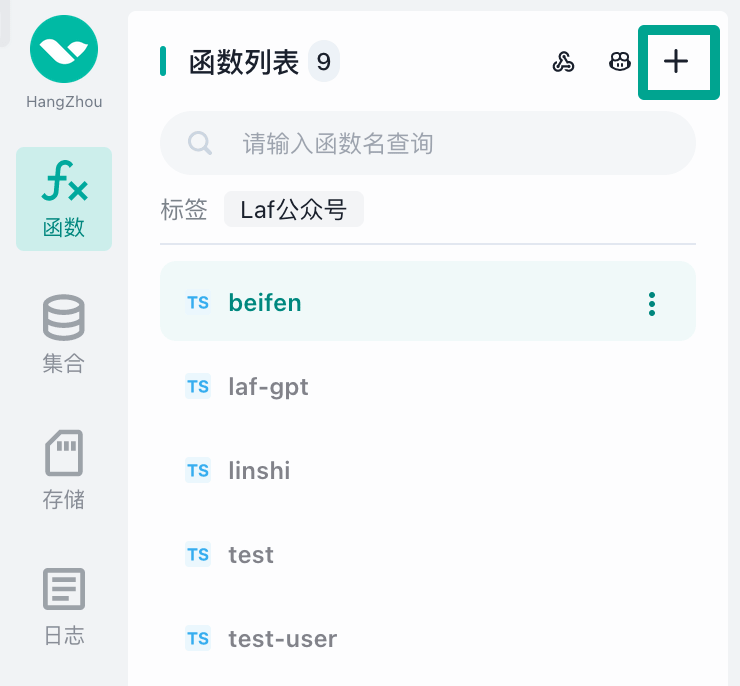 HangZhou
函数
集合
存储
日志
函数列表 9
请输入函数名查询
标签 Laf公众号
TS beifen
TS laf-gpt
TS linshi
TS test
TS test-user